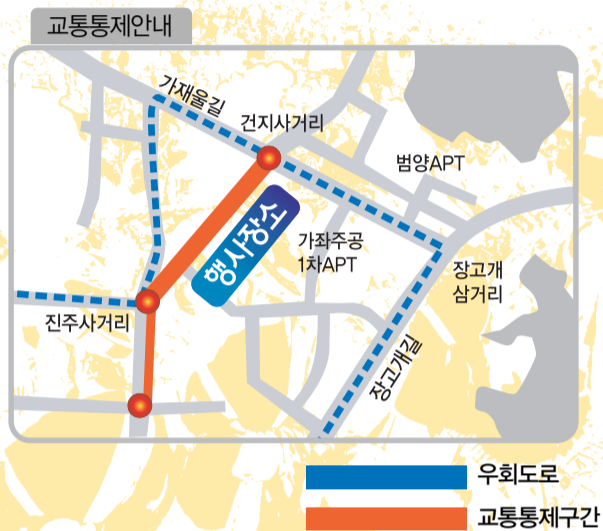 교통통제안내
가재울길
건지사거리
범양APT
행사장소
가좌주공
1차APT
장고개
삼거리
진주사거리
장고개길
우회도로
교통통제구간